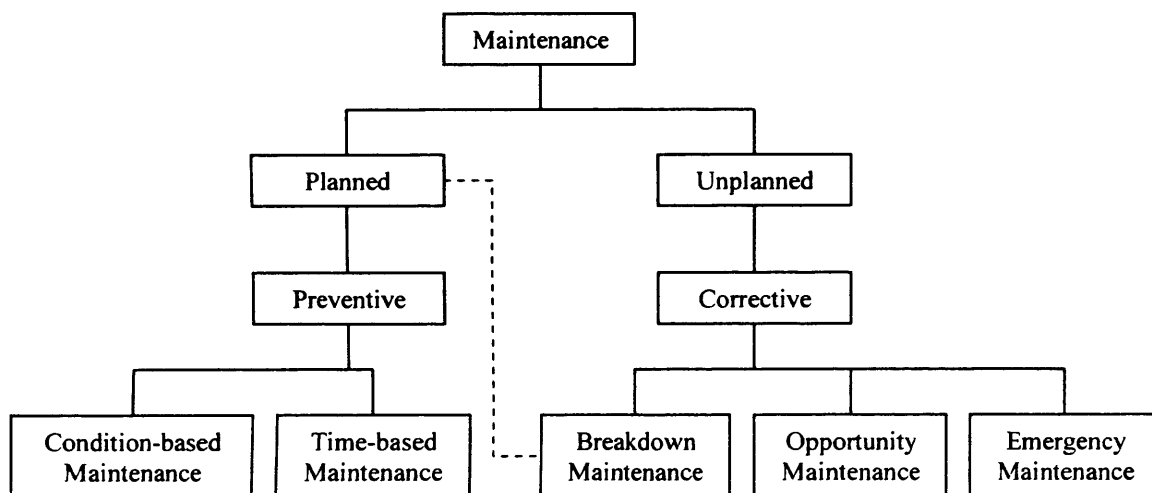 Maintenance
Planned
Unplanned
Preventive
Corrective
Condition-based
Maintenance
Time-based
Maintenance
Breakdown
Maintenance
Opportunity
Maintenance
Emergency
Maintenance